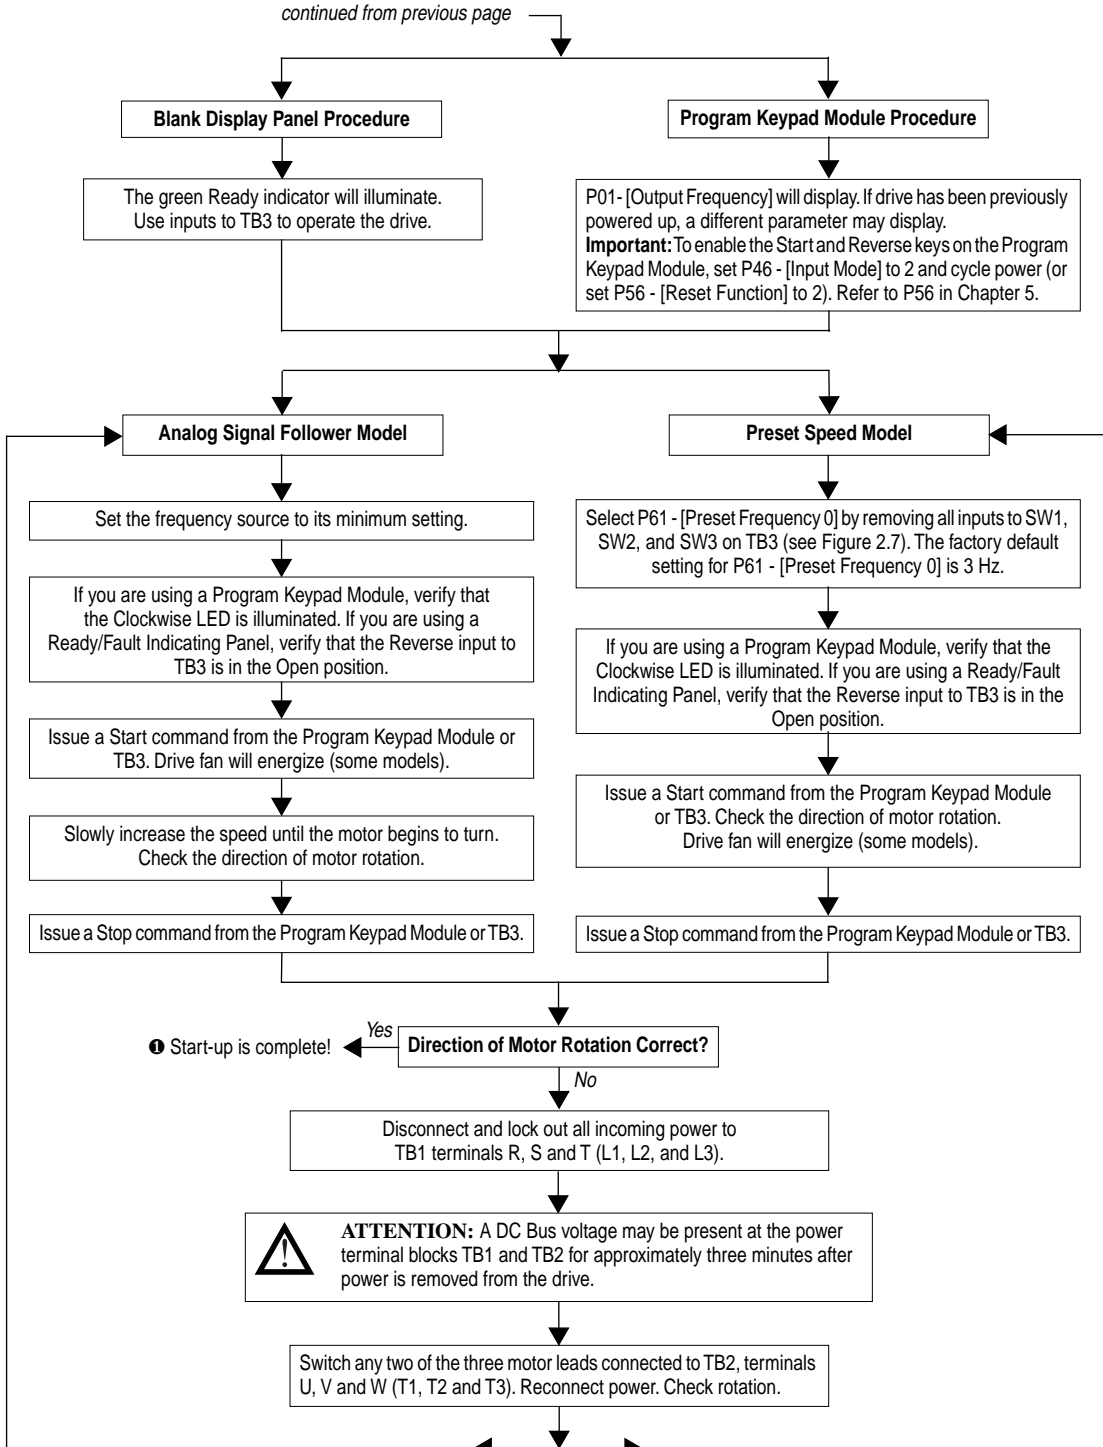 continued from previous page
Blank Display Panel Procedure
The green Ready indicator will illuminate.
Use inputs to TB3 to operate the drive.
Program Keypad Module Procedure
P01- [Output Frequency] will display. If drive has been previously
powered up, a different parameter may display.
Important: To enable the Start and Reverse keys on the Program
Keypad Module, set P46 - [Input Mode] to 2 and cycle power (or
set P56 - [Reset Function] to 2). Refer to P56 in Chapter 5.
Analog Signal Follower Model
Set the frequency source to its minimum setting.
If you are using a Program Keypad Module, verify that
the Clockwise LED is illuminated. If you are using a
Ready/Fault Indicating Panel, verify that the Reverse input to
TB3 is in the Open position.
Issue a Start command from the Program Keypad Module or
TB3. Drive fan will energize (some models).
Slowly increase the speed until the motor begins to turn.
Check the direction of motor rotation.
Issue a Stop command from the Program Keypad Module or TB3.
Preset Speed Model
Select P61 - [Preset Frequency 0] by removing all inputs to SW1,
SW2, and SW3 on TB3 (see Figure 2.7). The factory default
setting for P61 - [Preset Frequency 0] is 3 Hz.
If you are using a Program Keypad Module, verify that the
Clockwise LED is illuminated. If you are using a Ready/Fault
Indicating Panel, verify that the Reverse input to TB3 is in the
Open position.
Issue a Start command from the Program Keypad Module
or TB3. Check the direction of motor rotation.
Drive fan will energize (some models).
Issue a Stop command from the Program Keypad Module or TB3.
Direction of Motor Rotation Correct?
Yes
❶ Start-up is complete!
No
Disconnect and lock out all incoming power to
TB1 terminals R, S and T (L1, L2, and L3).
!
ATTENTION: A DC Bus voltage may be present at the power
terminal blocks TB1 and TB2 for approximately three minutes after
power is removed from the drive.
Switch any two of the three motor leads connected to TB2, terminals
U, V and W (T1, T2 and T3). Reconnect power. Check rotation.